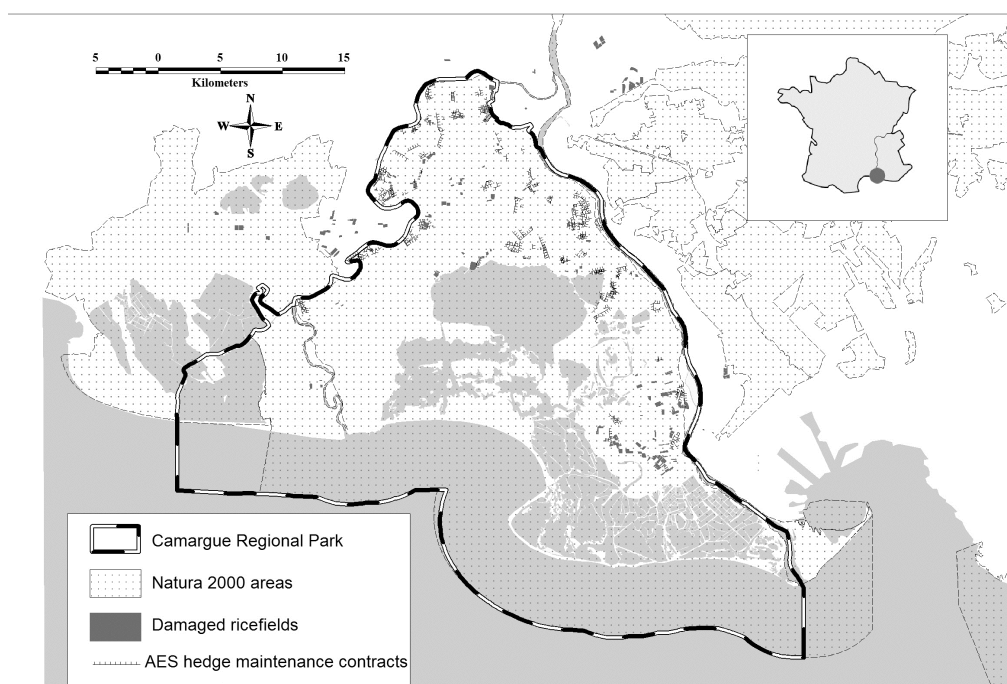 5 0 5 10 15
Kilometers
N
W E
S
Camargue Regional Park
Natura 2000 areas
Damaged ricefields
AES hedge maintenance contracts